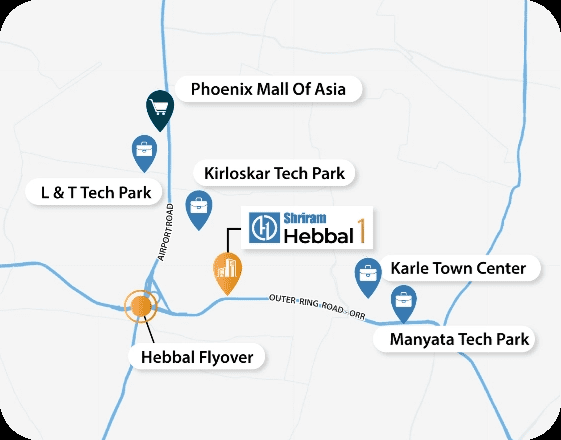 Phoenix Mall Of Asia
Kirloskar Tech Park
L & T Tech Park
AIRPORT ROAD
Shriram
Hebbal 1
Karle Town Center
OUTER RING ROAD - ORR
Manyata Tech Park
Hebbal Flyover